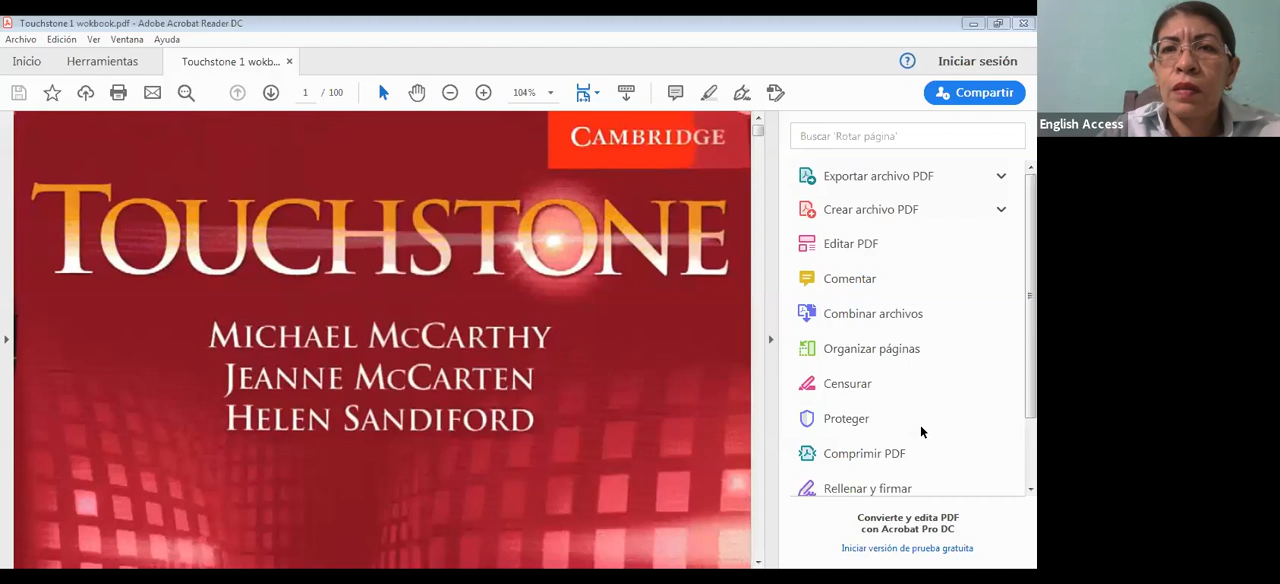 Touchstone 1 wokbook.pdf - Adobe Acrobat Reader DC
Archivo Edición Ver Ventana Ayuda
Inicio Herramientas Touchstone 1 wokb... × Iniciar sesión
1 / 100 104% Compartir
CAMBRIDGE
TOUCHSTONE
MICHAEL MCCARTHY
JEANNE MCCARTEN
HELEN SANDIFORD
Buscar 'Rotar página'
Exportar archivo PDF
Crear archivo PDF
Editar PDF
Comentar
Combinar archivos
Organizar páginas
Censurar
Proteger
Comprimir PDF
Rellenar y firmar
Convierte y edita PDF
con Acrobat Pro DC
Iniciar versión de prueba gratuita
English Access